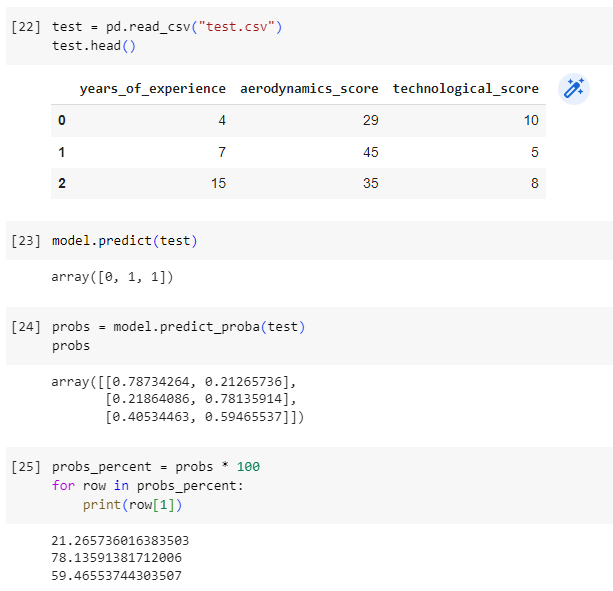 [22] test = pd.read_csv("test.csv")
test.head()
years_of_experience aerodynamics_score technological_score
0 4 29 10
1 7 45 5
2 15 35 8
[23] model.predict(test)
array([0, 1, 1])
[24] probs = model.predict_proba(test)
probs
array([[0.78734264, 0.21265736],
[0.21864086, 0.78135914],
[0.40534463, 0.59465537]])
[25] probs_percent = probs * 100
for row in probs_percent:
print(row[1])
21.265736016383503
78.13591381712006
59.46553744303507